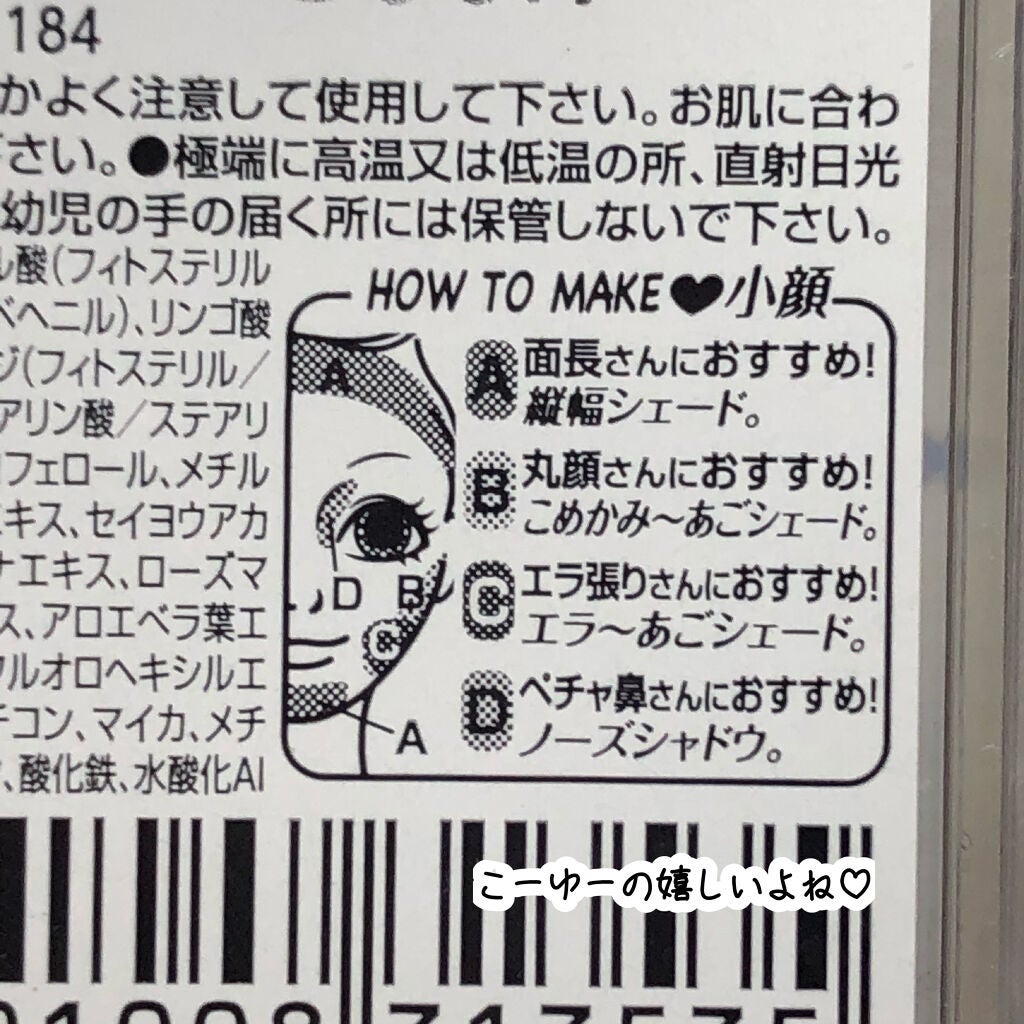 184
かよく注意して使用して下さい。お肌に合わ
さい。●極端に高温又は低温の所、直射日光
幼児の手の届く所には保管しないで下さい。
ル酸(フィトステリル
ベヘニル)、リンゴ酸
ジ(フィトステリル/
アリン酸/ステアリ
コフェロール、メチル
エキス、セイヨウアカ
ナエキス、ローズマ
ス、アロエベラ葉エ
フルオロヘキシルエ
チコン、マイカ、メチ
酸化鉄、水酸化Al
HOW TO MAKE♥小顔
A 面長さんにおすすめ!
縦幅シェード。
B 丸顔さんにおすすめ!
こめかみ〜あごシェード。
C エラ張りさんにおすすめ!
エラ〜あごシェード。
D ペチャ鼻さんにおすすめ!
ノーズシャドウ。
A
D B
C
A
こーゆーの嬉しいよね♡